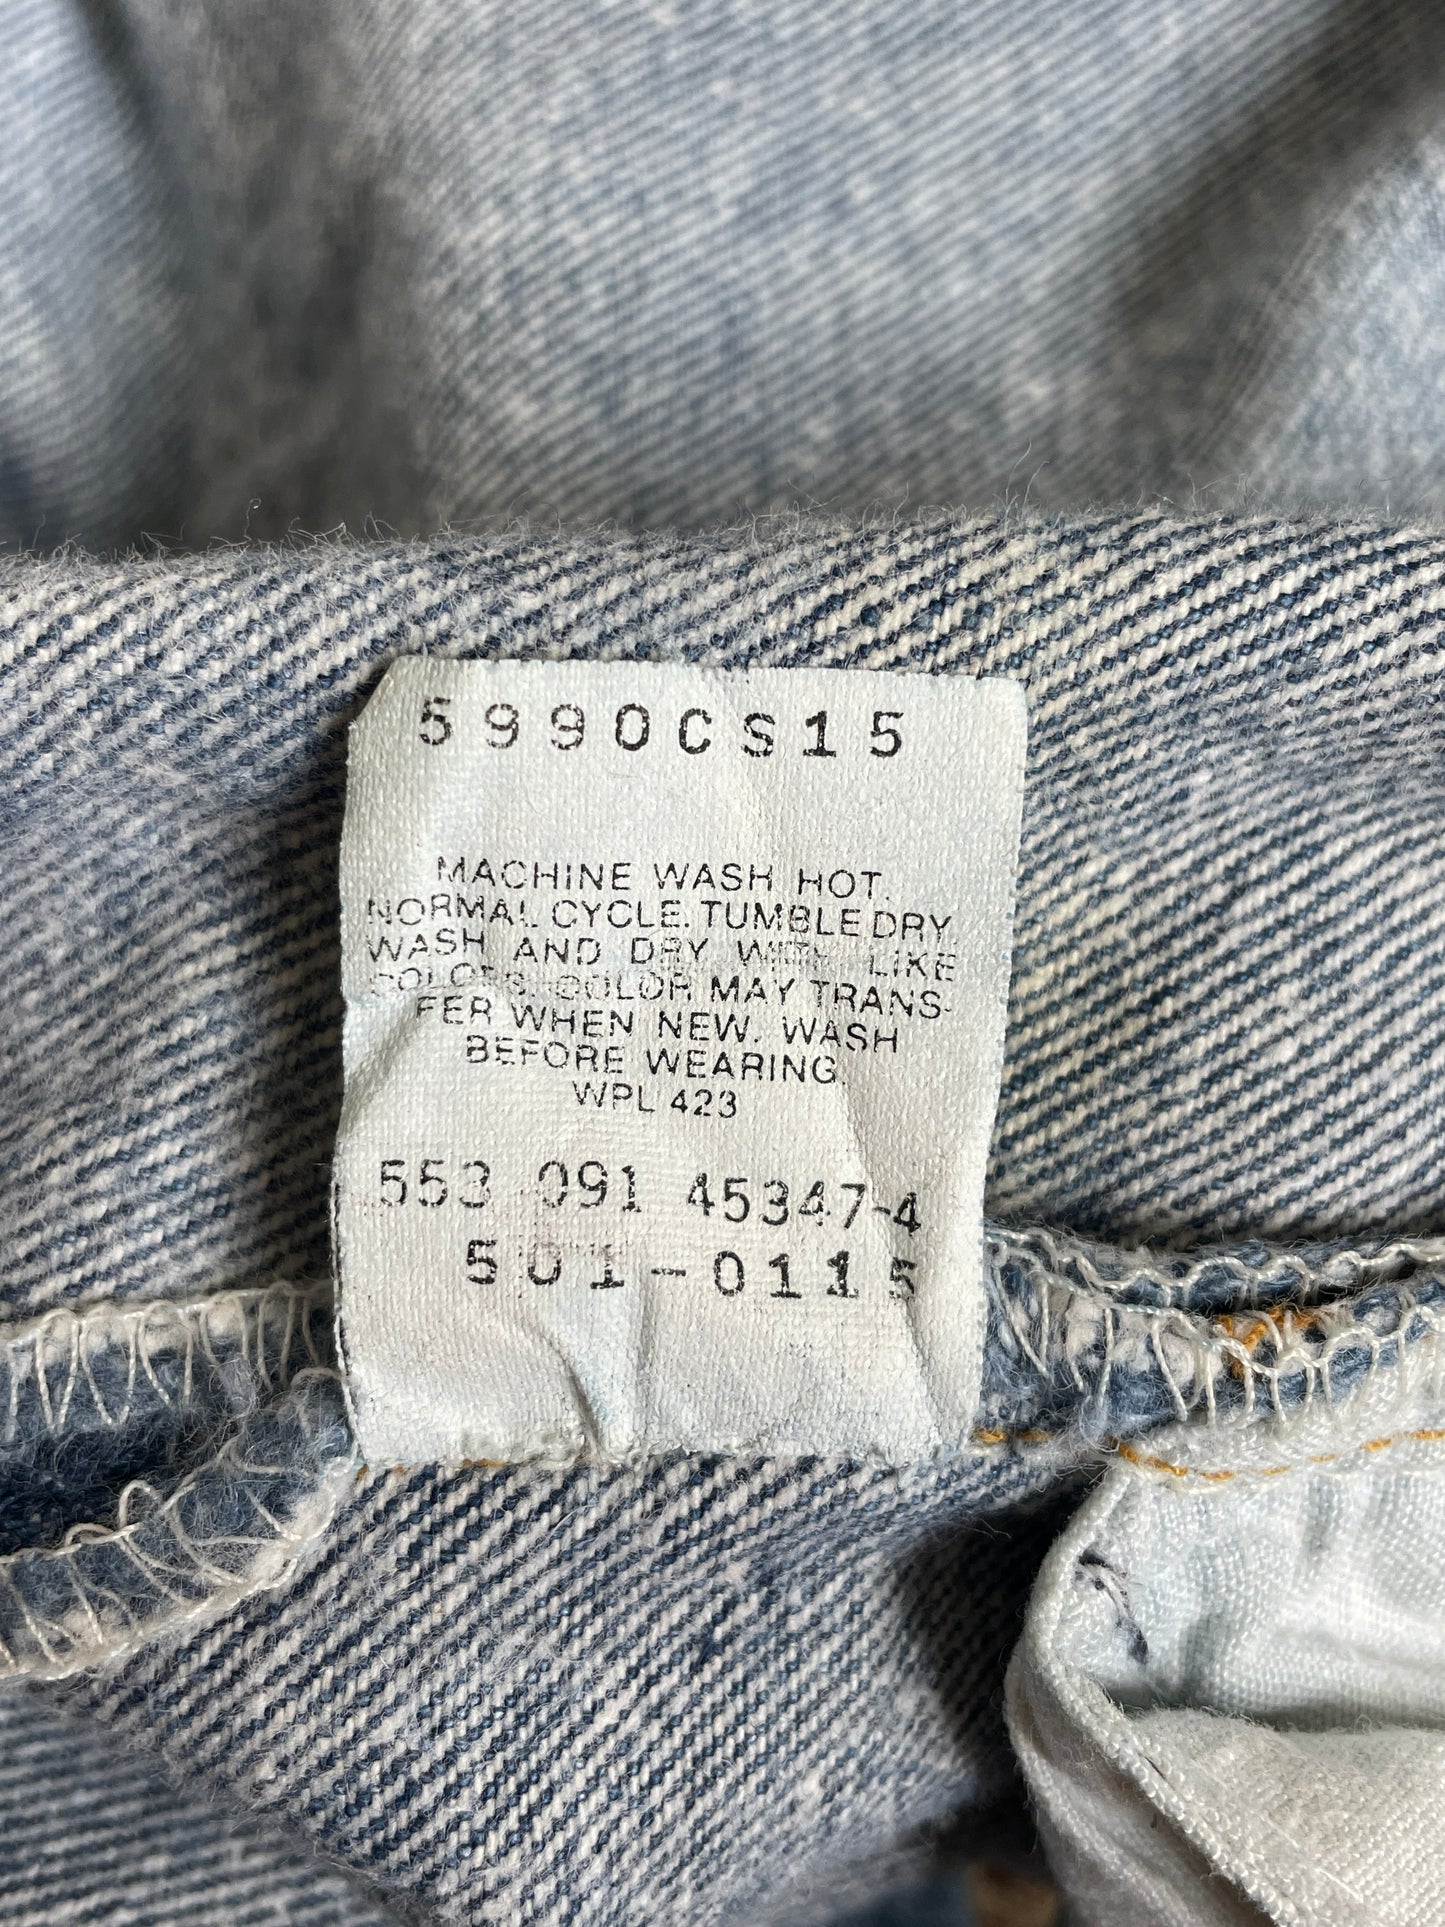 5990CS15
MACHINE WASH HOT.
NORMAL CYCLE. TUMBLE DRY.
WASH AND DRY WITH LIKE
COLORS. COLOR MAY TRANS-
FER WHEN NEW. WASH
BEFORE WEARING.
WPL 423
553 091 45347-4
501-0115